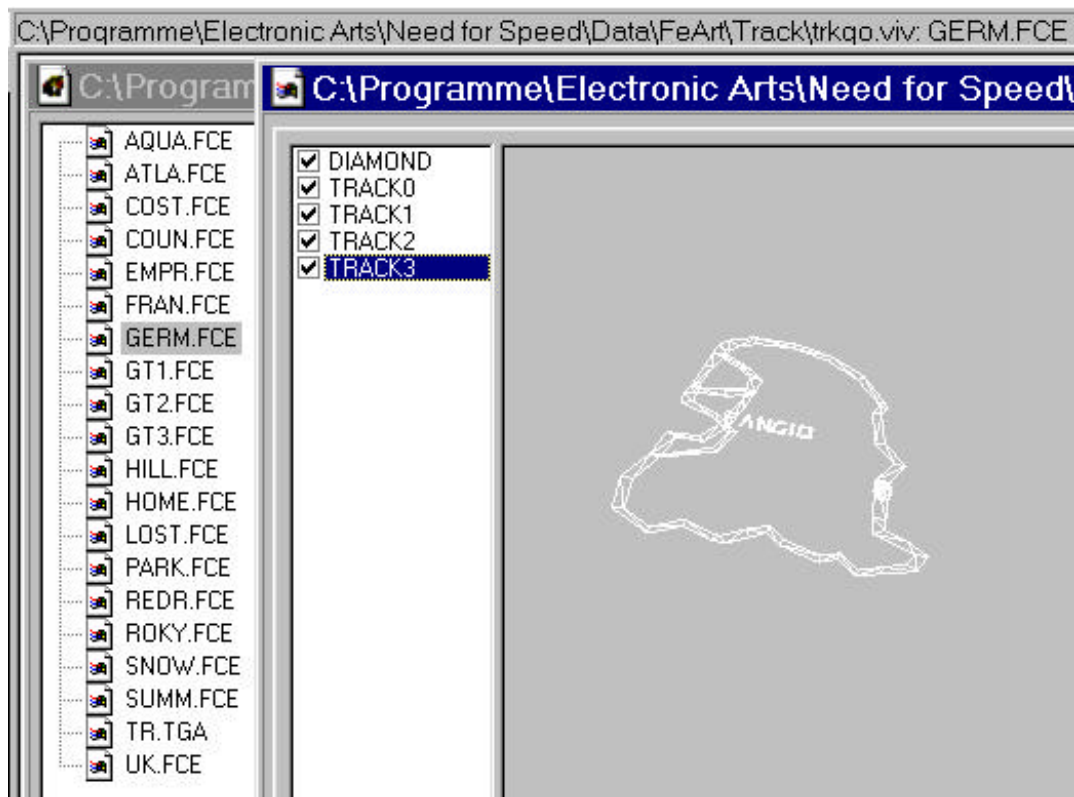 C:\Programme\Electronic Arts\Need for Speed\Data\FeArt\Track\trkqo.viv: GERM.FCE
C:\Program
C:\Programme\Electronic Arts\Need for Speed\
AQUA.FCE
ATLA.FCE
COST.FCE
COUN.FCE
EMPR.FCE
FRAN.FCE
GERM.FCE
GT1.FCE
GT2.FCE
GT3.FCE
HILL.FCE
HOME.FCE
LOST.FCE
PARK.FCE
REDR.FCE
ROKY.FCE
SNOW.FCE
SUMM.FCE
TR.TGA
UK.FCE
DIAMOND
TRACK0
TRACK1
TRACK2
TRACK3
ANGIO